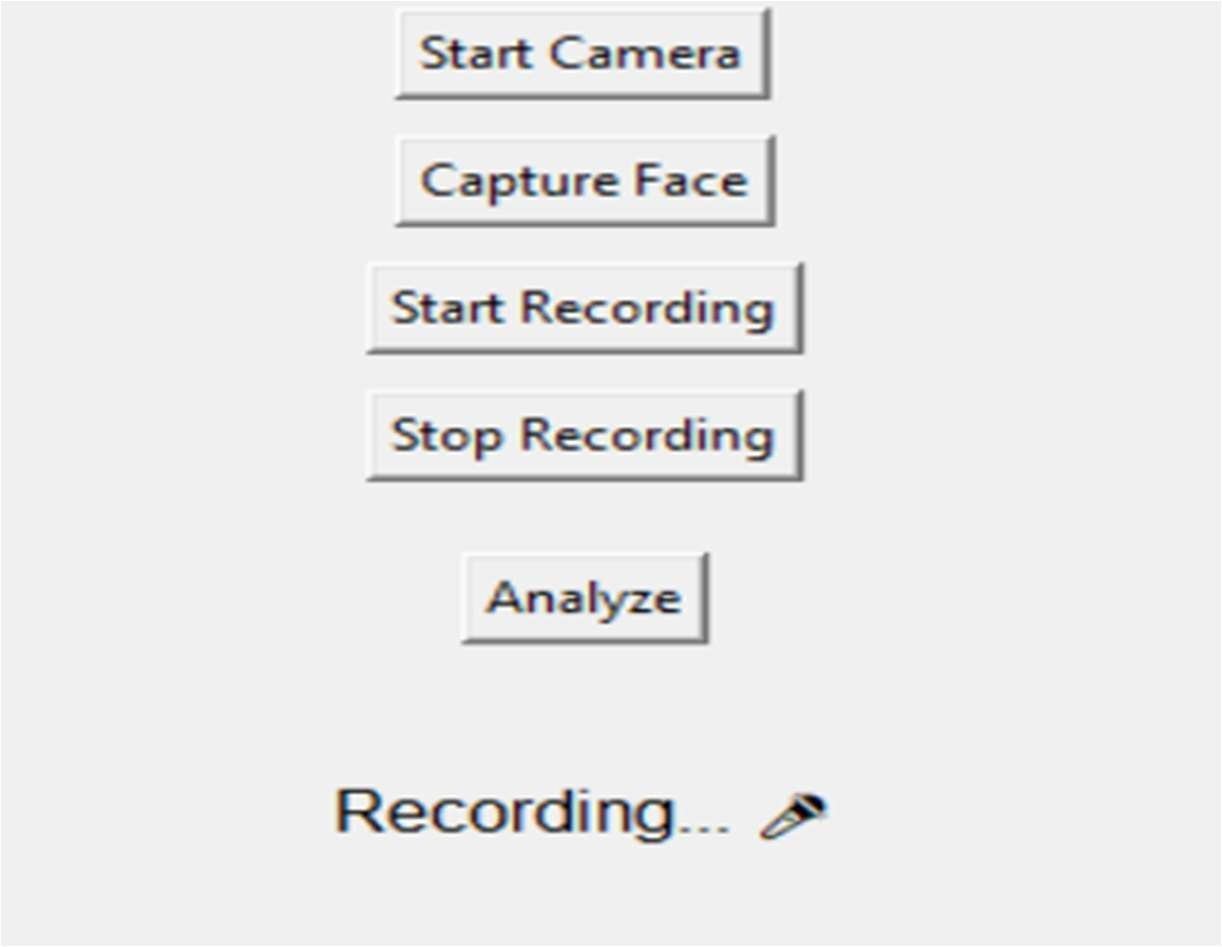 Start Camera
Capture Face
Start Recording
Stop Recording
Analyze
Recording... 🎤